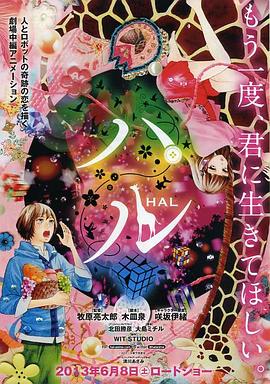 もう一度、君に生きてほしい。
人とロボットの奇跡の恋を描く、
劇場中編アニメーション
ハル
HAL
牧原亮太郎 木皿泉 咲坂伊緒
北田勝彦 大島ミチル
WIT STUDIO
2013年6月8日(土)ロードショー